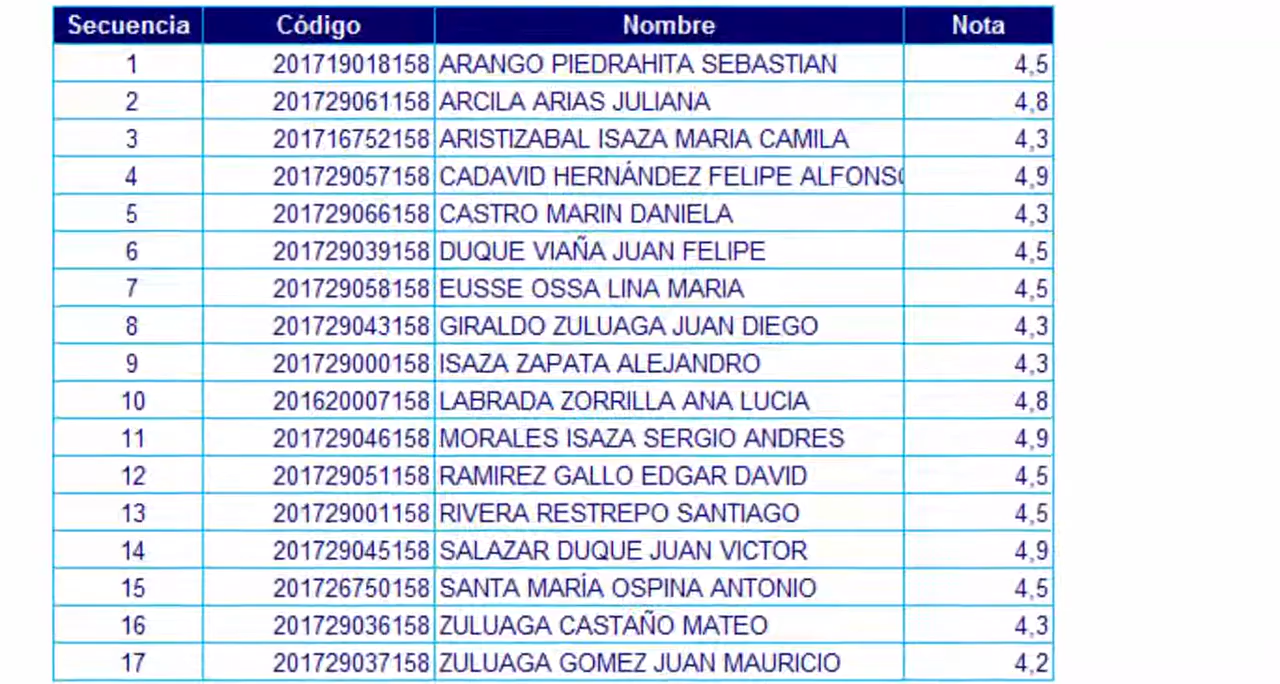 Secuencia Código Nombre Nota
1 201719018158 ARANGO PIEDRAHITA SEBASTIAN 4,5
2 201729061158 ARCILA ARIAS JULIANA 4,8
3 201716752158 ARISTIZABAL ISAZA MARIA CAMILA 4,3
4 201729057158 CADAVID HERNÁNDEZ FELIPE ALFONSO 4,9
5 201729066158 CASTRO MARIN DANIELA 4,3
6 201729039158 DUQUE VIAÑA JUAN FELIPE 4,5
7 201729058158 EUSSE OSSA LINA MARIA 4,5
8 201729043158 GIRALDO ZULUAGA JUAN DIEGO 4,3
9 201729000158 ISAZA ZAPATA ALEJANDRO 4,3
10 201620007158 LABRADA ZORRILLA ANA LUCIA 4,8
11 201729046158 MORALES ISAZA SERGIO ANDRES 4,9
12 201729051158 RAMIREZ GALLO EDGAR DAVID 4,5
13 201729001158 RIVERA RESTREPO SANTIAGO 4,5
14 201729045158 SALAZAR DUQUE JUAN VICTOR 4,9
15 201726750158 SANTA MARÍA OSPINA ANTONIO 4,5
16 201729036158 ZULUAGA CASTAÑO MATEO 4,3
17 201729037158 ZULUAGA GOMEZ JUAN MAURICIO 4,2